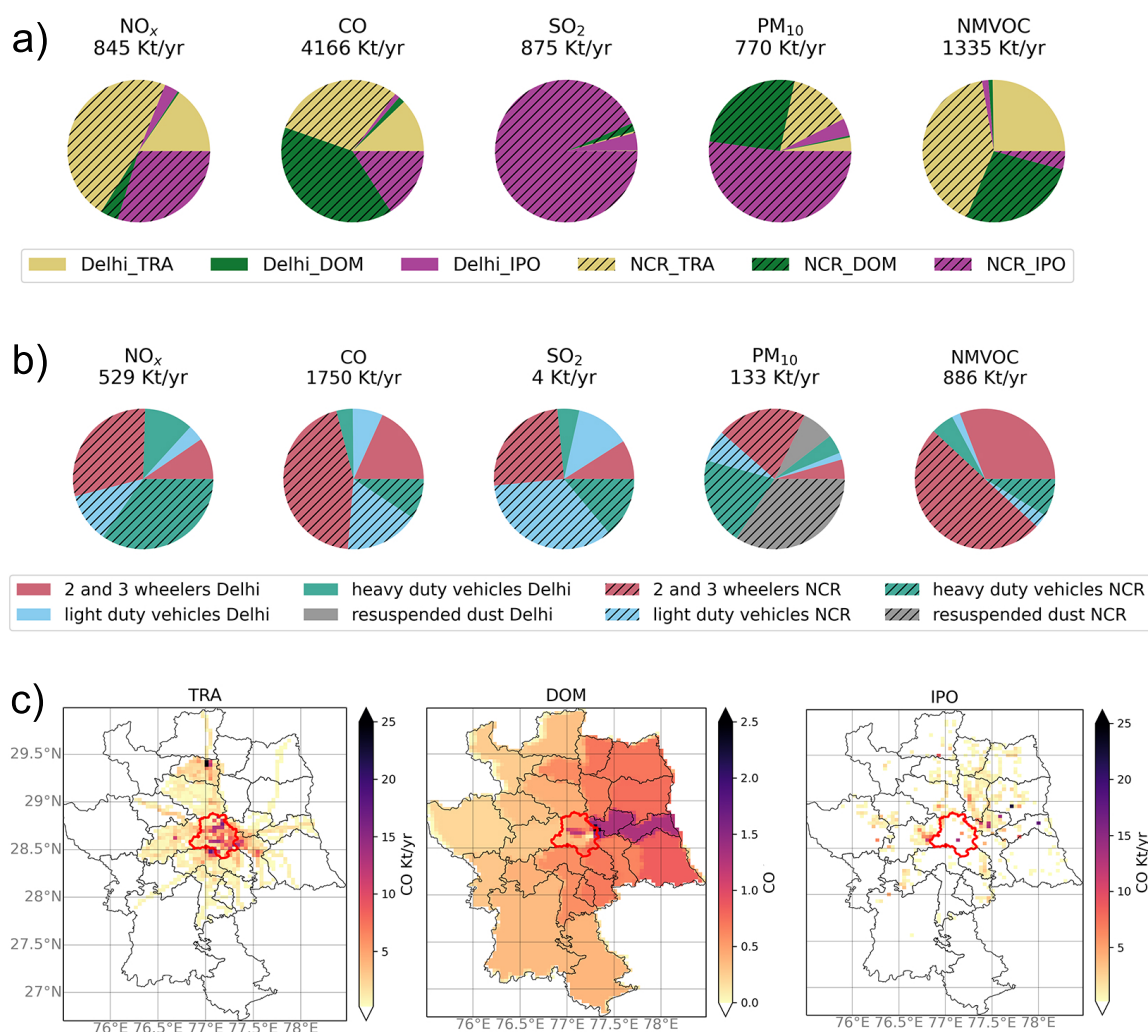 a)
NOₓ CO SO₂ PM₁₀ NMVOC
845 Kt/yr 4166 Kt/yr 875 Kt/yr 770 Kt/yr 1335 Kt/yr
Delhi_TRA Delhi_DOM Delhi_IPO NCR_TRA NCR_DOM NCR_IPO
b)
NOₓ CO SO₂ PM₁₀ NMVOC
529 Kt/yr 1750 Kt/yr 4 Kt/yr 133 Kt/yr 886 Kt/yr
2 and 3 wheelers Delhi heavy duty vehicles Delhi 2 and 3 wheelers NCR heavy duty vehicles NCR
light duty vehicles Delhi resuspended dust Delhi light duty vehicles NCR resuspended dust NCR
c)
TRA
29.5°N
29°N
28.5°N
28°N
27.5°N
27°N
76°E 76.5°E 77°E 77.5°E 78°E
25
20
15
10
5
CO Kt/yr
DOM
76°E 76.5°E 77°E 77.5°E 78°E
2.5
2.0
1.5
1.0
0.5
0.0
CO
IPO
76°E 76.5°E 77°E 77.5°E 78°E
25
20
15
10
5
CO Kt/yr